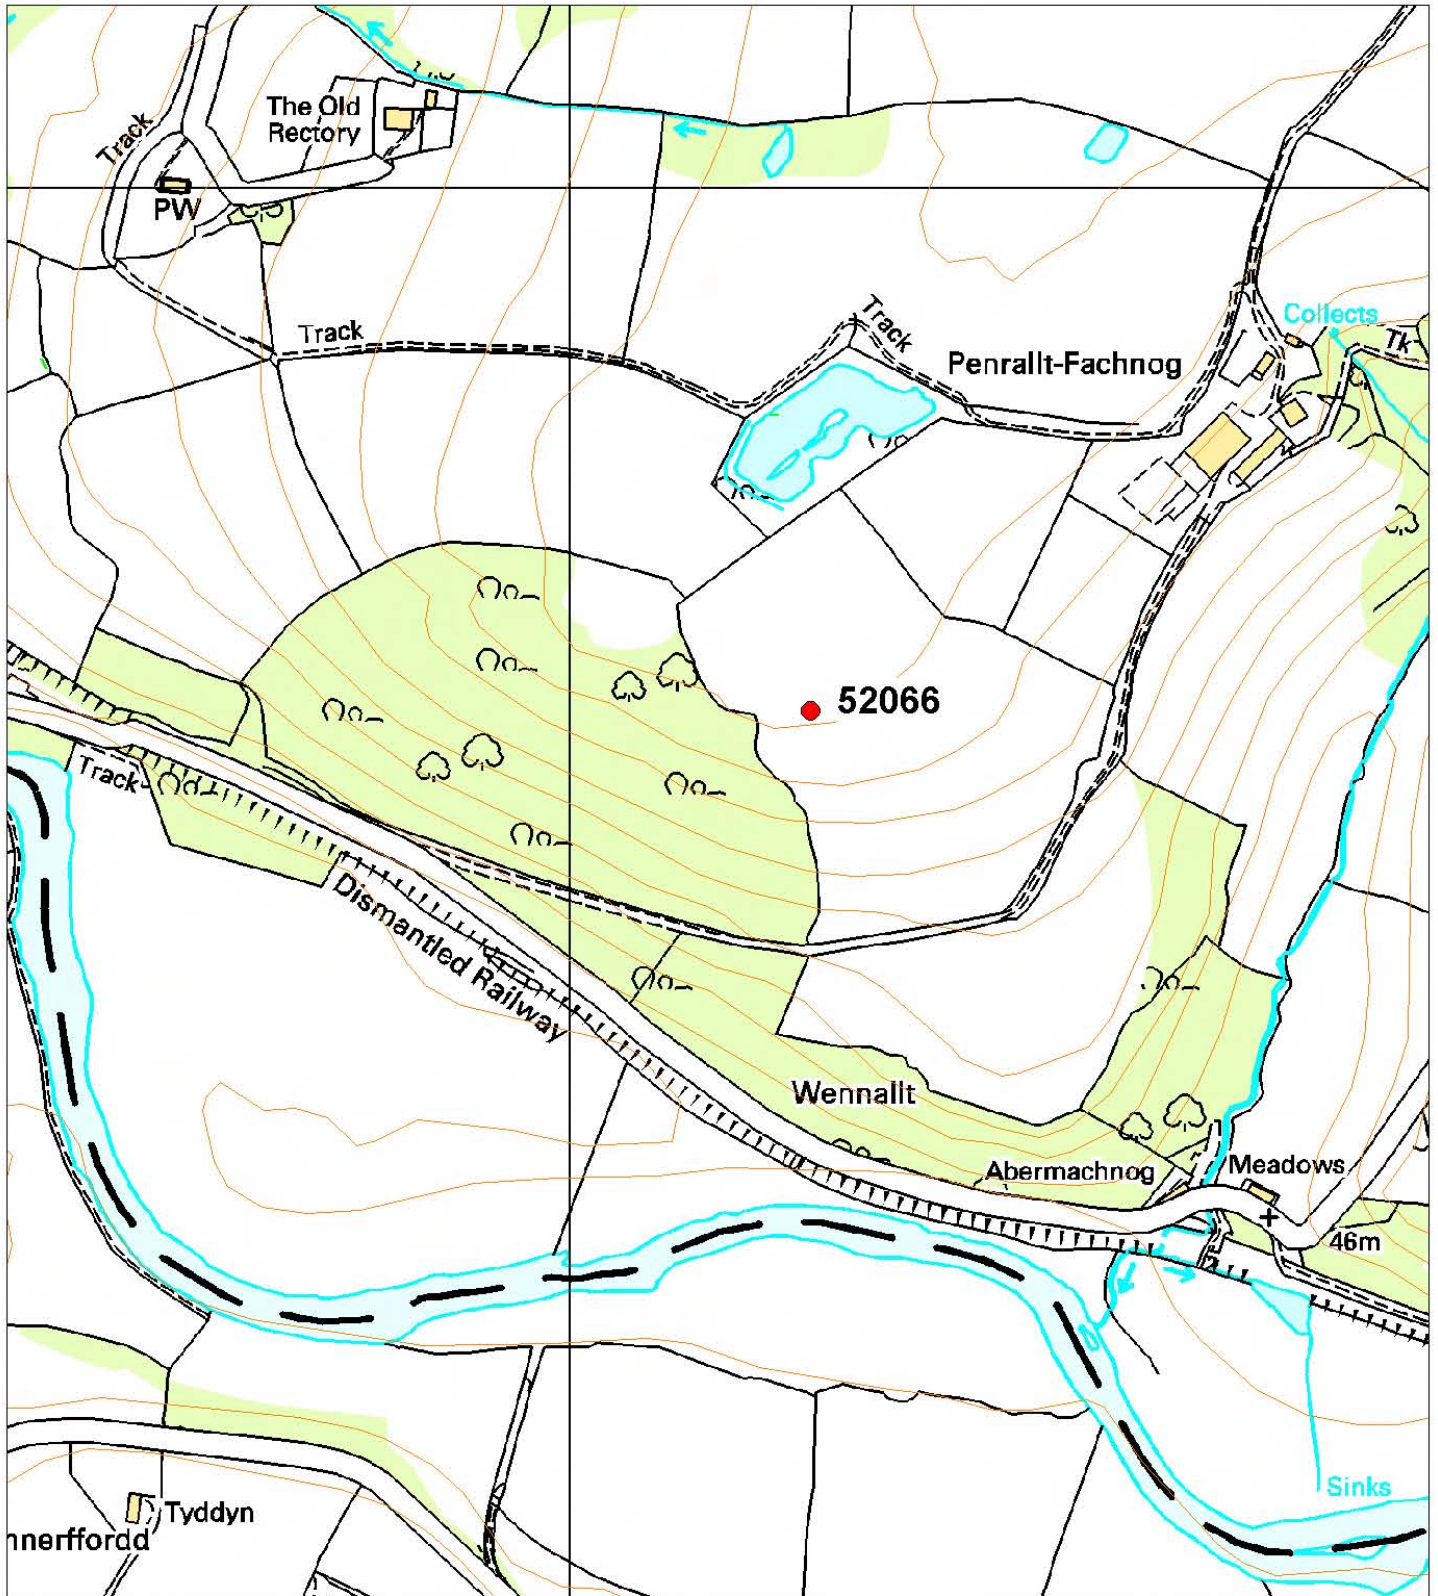 The Old
Rectory
Track
PW
Track
Track
Collects
Tk
Penrallt-Fachnog
52066
Track
Dismantled Railway
Wennallt
Abermachnog
Meadows
46m
Sinks
Tyddyn
nnerffordd